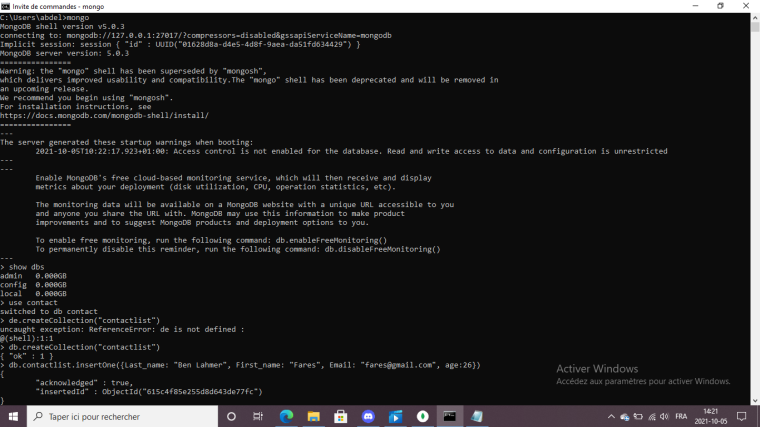 Invite de commandes - mongo
C:\Users\abdel>mongo
MongoDB shell version v5.0.3
connecting to: mongodb://127.0.0.1:27017/?compressors=disabled&gssapiServiceName=mongodb
Implicit session: session { "id" : UUID("01628d8a-d4e5-4d8f-9aea-da51fd634429") }
MongoDB server version: 5.0.3
================
Warning: the "mongo" shell has been superseded by "mongosh",
which delivers improved usability and compatibility.The "mongo" shell has been deprecated and will be removed in
an upcoming release.
We recommend you begin using "mongosh".
For installation instructions, see
https://docs.mongodb.com/mongodb-shell/install/
================
---
The server generated these startup warnings when booting:
        2021-10-05T10:22:17.923+01:00: Access control is not enabled for the database. Read and write access to data and configuration is unrestricted
---
---
        Enable MongoDB's free cloud-based monitoring service, which will then receive and display
        metrics about your deployment (disk utilization, CPU, operation statistics, etc).

        The monitoring data will be available on a MongoDB website with a unique URL accessible to you
        and anyone you share the URL with. MongoDB may use this information to make product
        improvements and to suggest MongoDB products and deployment options to you.

        To enable free monitoring, run the following command: db.enableFreeMonitoring()
        To permanently disable this reminder, run the following command: db.disableFreeMonitoring()
---
> show dbs
admin   0.000GB
config  0.000GB
local   0.000GB
> use contact
switched to db contact
> de.createCollection("contactlist")
uncaught exception: ReferenceError: de is not defined :
@(shell):1:1
> db.createCollection("contactlist")
{ "ok" : 1 }
> db.contactlist.insertOne({Last_name: "Ben Lahmer", First_name: "Fares", Email: "fares@gmail.com", age:26})
{
        "acknowledged" : true,
        "insertedId" : ObjectId("615c4f85e255d8d643de77fc")
}
Activer Windows
Accédez aux paramètres pour activer Windows.
Taper ici pour rechercher
FRA
14:21
2021-10-05